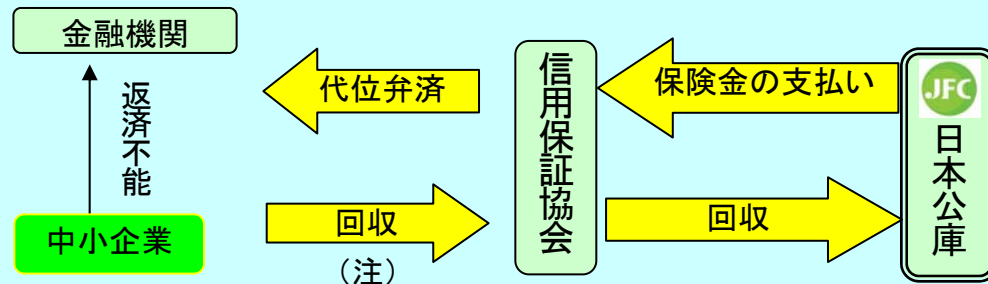 金融機関
返済不能
中小企業
代位弁済
回収
（注）
信用保証協会
保険金の支払い
回収
JFC
日本公庫